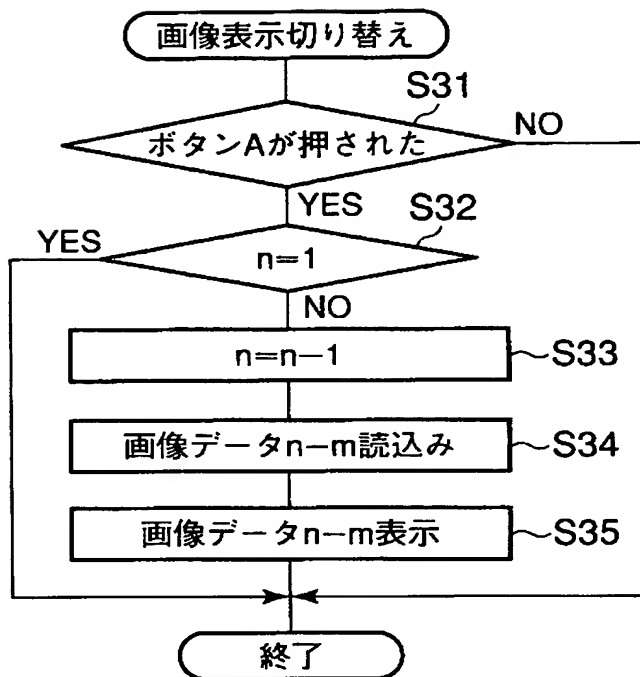 画像表示切り替え
S31
ボタンAが押された
NO
YES
S32
YES
n=1
NO
n=n−1
S33
画像データn−m読込み
S34
画像データn−m表示
S35
終了